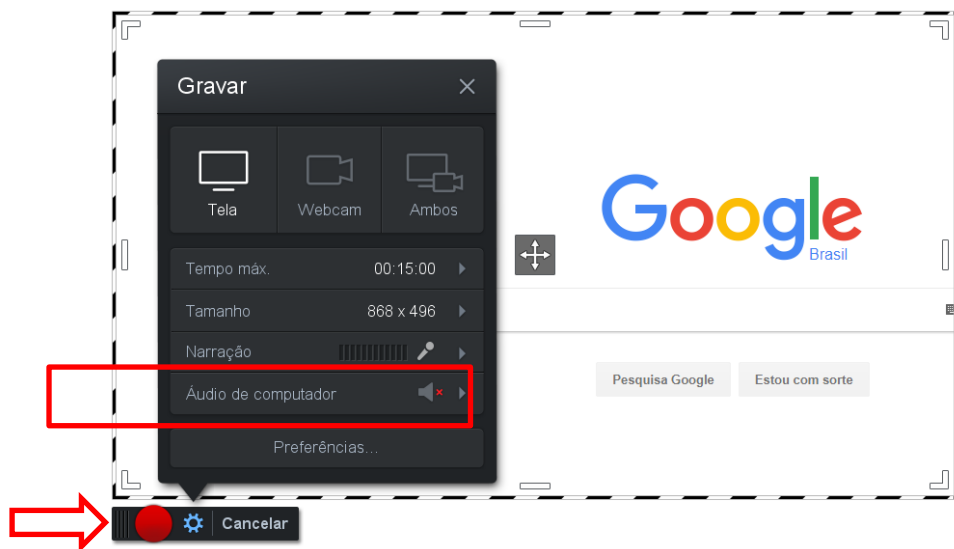 Gravar
Tela
Webcam
Ambos
Tempo máx. 00:15:00
Tamanho 868 x 496
Narração
Áudio de computador
Preferências...
Cancelar
Google
Brasil
Pesquisa Google
Estou com sorte